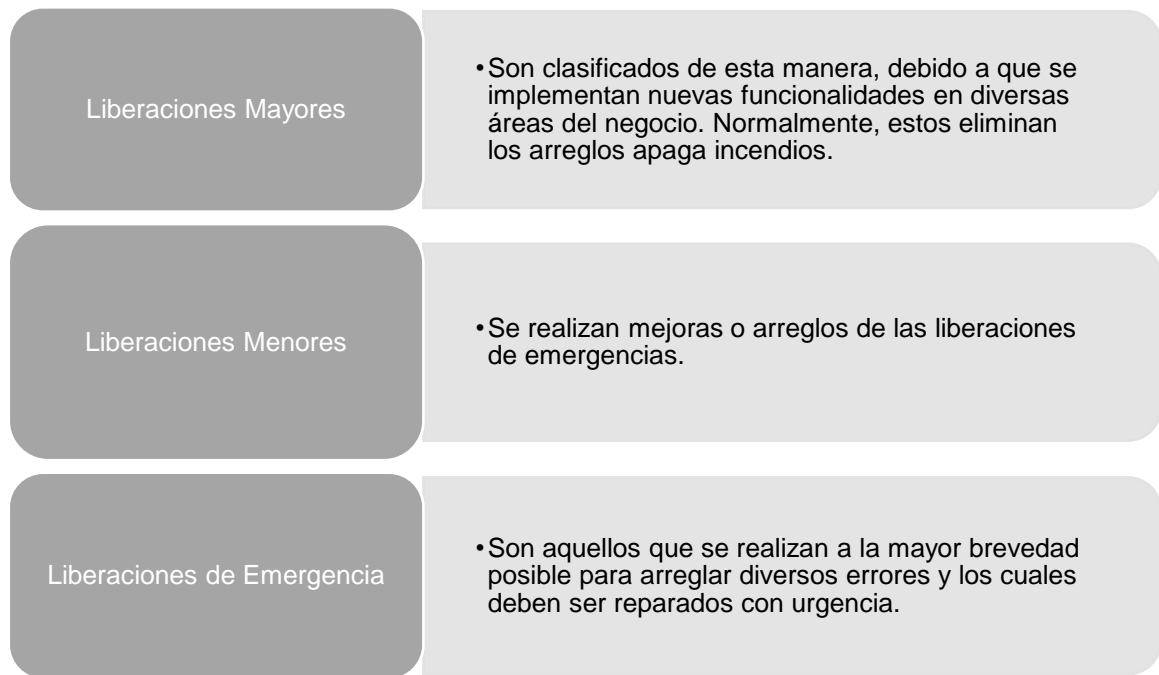 Liberaciones Mayores
•Son clasificados de esta manera, debido a que se
implementan nuevas funcionalidades en diversas
áreas del negocio. Normalmente, estos eliminan
los arreglos apaga incendios.
Liberaciones Menores
•Se realizan mejoras o arreglos de las liberaciones
de emergencias.
Liberaciones de Emergencia
•Son aquellos que se realizan a la mayor brevedad
posible para arreglar diversos errores y los cuales
deben ser reparados con urgencia.